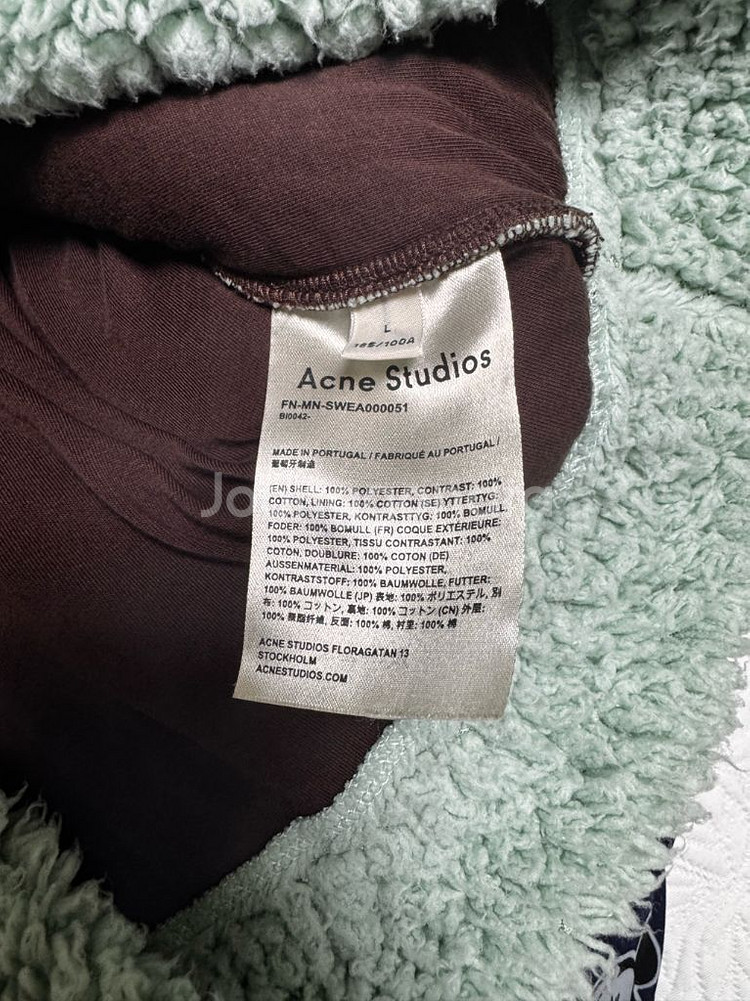 L
185/100A
Acne Studios
FN-MN-SWEA000051
BI0042-
MADE IN PORTUGAL / FABRIQUÉ AU PORTUGAL /
葡萄牙制造
(EN) SHELL: 100% POLYESTER, CONTRAST: 100%
COTTON, LINING: 100% COTTON (SE) YTTERTYG:
100% POLYESTER, KONTRASTTYG: 100% BOMULL,
FODER: 100% BOMULL (FR) COQUE EXTÉRIEURE:
100% POLYESTER, TISSU CONTRASTANT: 100%
COTON, DOUBLURE: 100% COTON (DE)
AUSSENMATERIAL: 100% POLYESTER,
KONTRASTSTOFF: 100% BAUMWOLLE, FUTTER:
100% BAUMWOLLE (JP) 表地: 100% ポリエステル, 別
布: 100% コットン, 裏地: 100% コットン (CN) 外层:
100% 聚酯纤维, 反面: 100% 棉, 衬里: 100% 棉
ACNE STUDIOS FLORAGATAN 13
STOCKHOLM
ACNESTUDIOS.COM